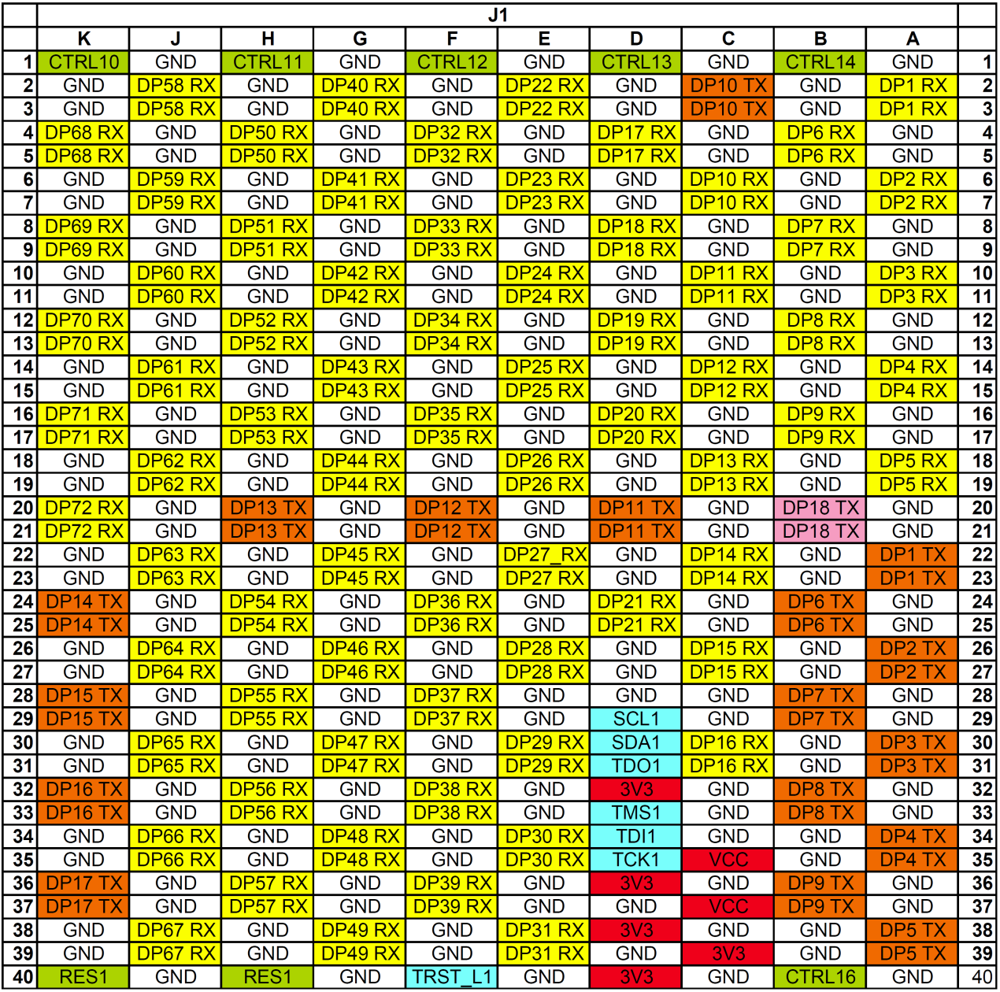 J1
K J H G F E D C B A
1 CTRL10 GND CTRL11 GND CTRL12 GND CTRL13 GND CTRL14 GND 1
2 GND DP58 RX GND DP40 RX GND DP22 RX GND DP10 TX GND DP1 RX 2
3 GND DP58 RX GND DP40 RX GND DP22 RX GND DP10 TX GND DP1 RX 3
4 DP68 RX GND DP50 RX GND DP32 RX GND DP17 RX GND DP6 RX GND 4
5 DP68 RX GND DP50 RX GND DP32 RX GND DP17 RX GND DP6 RX GND 5
6 GND DP59 RX GND DP41 RX GND DP23 RX GND DP10 RX GND DP2 RX 6
7 GND DP59 RX GND DP41 RX GND DP23 RX GND DP10 RX GND DP2 RX 7
8 DP69 RX GND DP51 RX GND DP33 RX GND DP18 RX GND DP7 RX GND 8
9 DP69 RX GND DP51 RX GND DP33 RX GND DP18 RX GND DP7 RX GND 9
10 GND DP60 RX GND DP42 RX GND DP24 RX GND DP11 RX GND DP3 RX 10
11 GND DP60 RX GND DP42 RX GND DP24 RX GND DP11 RX GND DP3 RX 11
12 DP70 RX GND DP52 RX GND DP34 RX GND DP19 RX GND DP8 RX GND 12
13 DP70 RX GND DP52 RX GND DP34 RX GND DP19 RX GND DP8 RX GND 13
14 GND DP61 RX GND DP43 RX GND DP25 RX GND DP12 RX GND DP4 RX 14
15 GND DP61 RX GND DP43 RX GND DP25 RX GND DP12 RX GND DP4 RX 15
16 DP71 RX GND DP53 RX GND DP35 RX GND DP20 RX GND DP9 RX GND 16
17 DP71 RX GND DP53 RX GND DP35 RX GND DP20 RX GND DP9 RX GND 17
18 GND DP62 RX GND DP44 RX GND DP26 RX GND DP13 RX GND DP5 RX 18
19 GND DP62 RX GND DP44 RX GND DP26 RX GND DP13 RX GND DP5 RX 19
20 DP72 RX GND DP13 TX GND DP12 TX GND DP11 TX GND DP18 TX GND 20
21 DP72 RX GND DP13 TX GND DP12 TX GND DP11 TX GND DP18 TX GND 21
22 GND DP63 RX GND DP45 RX GND DP27_RX GND DP14 RX GND DP1 TX 22
23 GND DP63 RX GND DP45 RX GND DP27 RX GND DP14 RX GND DP1 TX 23
24 DP14 TX GND DP54 RX GND DP36 RX GND DP21 RX GND DP6 TX GND 24
25 DP14 TX GND DP54 RX GND DP36 RX GND DP21 RX GND DP6 TX GND 25
26 GND DP64 RX GND DP46 RX GND DP28 RX GND DP15 RX GND DP2 TX 26
27 GND DP64 RX GND DP46 RX GND DP28 RX GND DP15 RX GND DP2 TX 27
28 DP15 TX GND DP55 RX GND DP37 RX GND GND GND DP7 TX GND 28
29 DP15 TX GND DP55 RX GND DP37 RX GND SCL1 GND DP7 TX GND 29
30 GND DP65 RX GND DP47 RX GND DP29 RX SDA1 DP16 RX GND DP3 TX 30
31 GND DP65 RX GND DP47 RX GND DP29 RX TDO1 DP16 RX GND DP3 TX 31
32 DP16 TX GND DP56 RX GND DP38 RX GND 3V3 GND DP8 TX GND 32
33 DP16 TX GND DP56 RX GND DP38 RX GND TMS1 GND DP8 TX GND 33
34 GND DP66 RX GND DP48 RX GND DP30 RX TDI1 GND GND DP4 TX 34
35 GND DP66 RX GND DP48 RX GND DP30 RX TCK1 VCC GND DP4 TX 35
36 DP17 TX GND DP57 RX GND DP39 RX GND 3V3 GND DP9 TX GND 36
37 DP17 TX GND DP57 RX GND DP39 RX GND GND VCC DP9 TX GND 37
38 GND DP67 RX GND DP49 RX GND DP31 RX 3V3 GND GND DP5 TX 38
39 GND DP67 RX GND DP49 RX GND DP31 RX GND 3V3 GND DP5 TX 39
40 RES1 GND RES1 GND TRST_L1 GND 3V3 GND CTRL16 GND 40